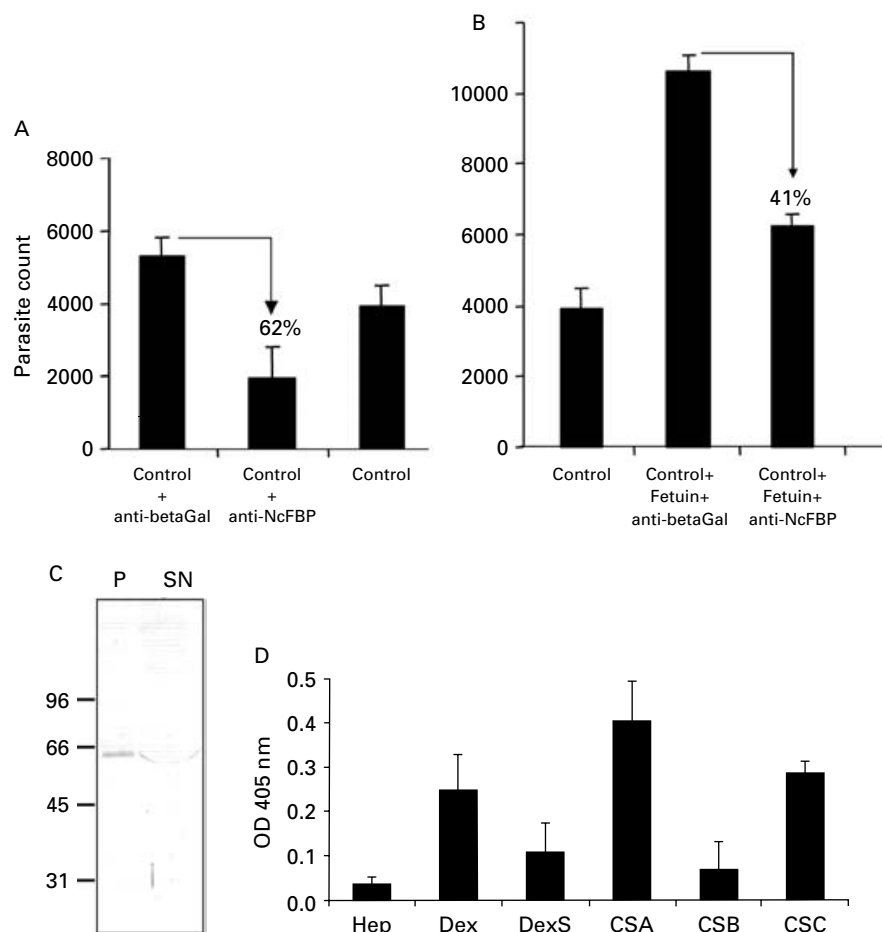 A
Parasite count
8000
6000
4000
2000
0
62%
Control
+
anti-betaGal
Control
+
anti-NcFBP
Control
B
10000
8000
6000
4000
2000
0
41%
Control
Control+
Fetuin+
anti-betaGal
Control+
Fetuin+
anti-NcFBP
C
P SN
96
66
45
31
D
OD 405 nm
0.5
0.4
0.3
0.2
0.1
0.0
Hep Dex DexS CSA CSB CSC